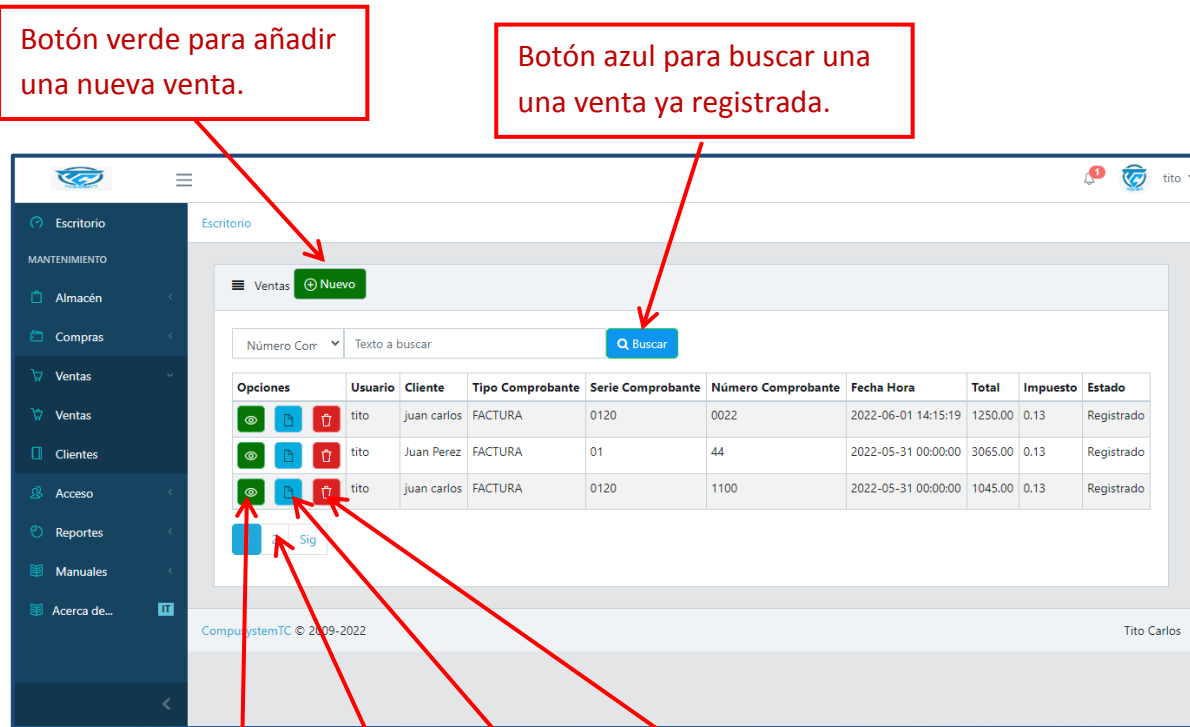 Botón verde para añadir
una nueva venta.
Botón azul para buscar una
una venta ya registrada.
1
tito
Escritorio
Escritorio
MANTENIMIENTO
Almacén
Compras
Ventas
Ventas
Clientes
Acceso
Reportes
Manuales
Acerca de... IT
Ventas Nuevo
Número Com Texto a buscar Buscar
Opciones Usuario Cliente Tipo Comprobante Serie Comprobante Número Comprobante Fecha Hora Total Impuesto Estado
tito juan carlos FACTURA 0120 0022 2022-06-01 14:15:19 1250.00 0.13 Registrado
tito Juan Perez FACTURA 01 44 2022-05-31 00:00:00 3065.00 0.13 Registrado
tito juan carlos FACTURA 0120 1100 2022-05-31 00:00:00 1045.00 0.13 Registrado
2 Sig
CompusystemTC © 2009-2022 Tito Carlos